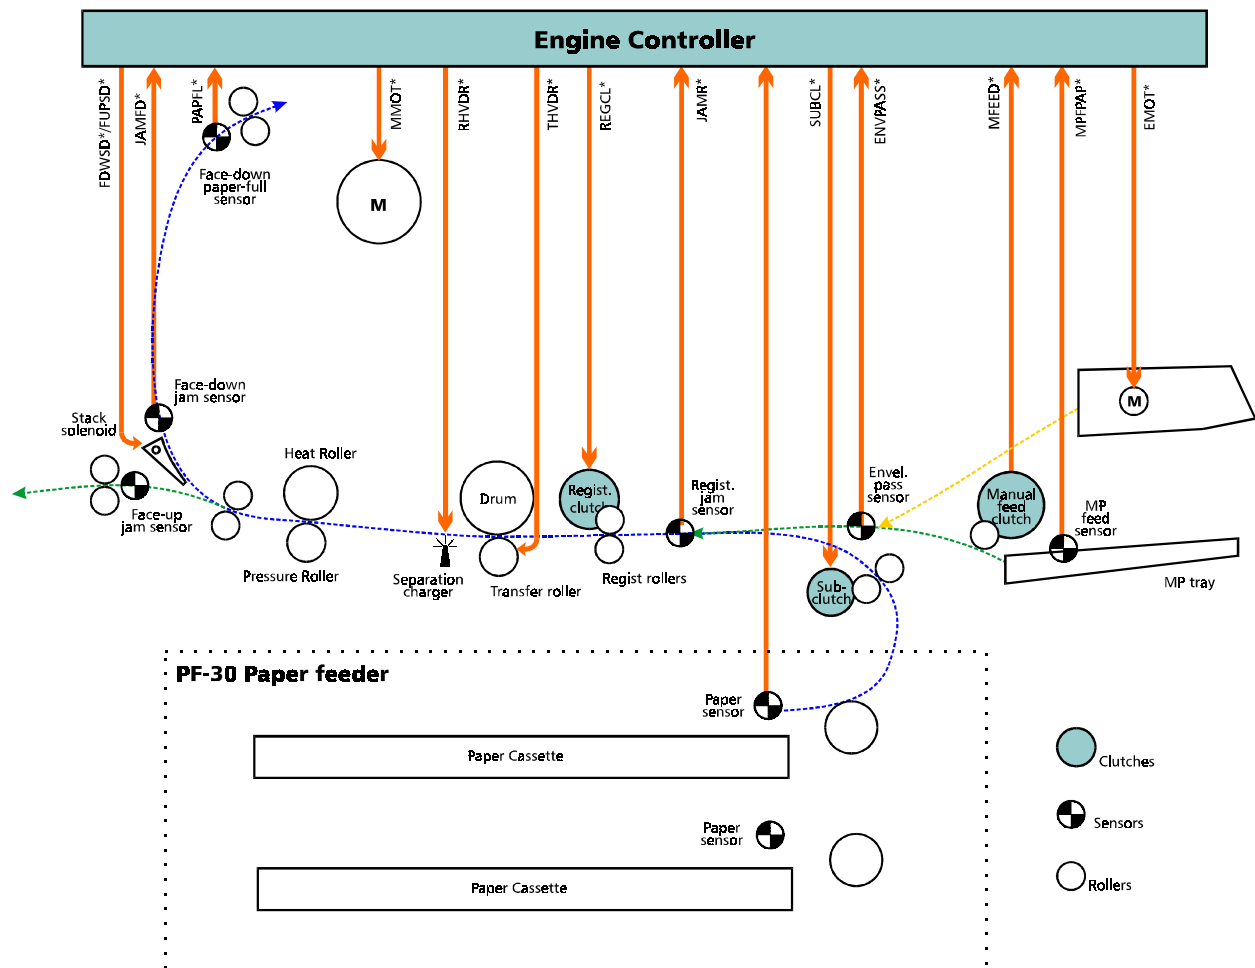 Engine Controller
FDWSD*/FUPSD*
JAMFD*
PAPFL*
MMOT*
RHVDR*
THVDR*
REGCL*
JAMR*
SUBCL*
ENVPASS*
MFEED*
MPFPAP*
EMOT*
Face-down
paper-full
sensor
M
Face-down
jam sensor
Stack
solenoid
M
Heat Roller
Drum
Regist.
clutch
Regist.
jam
sensor
Envel.
pass
sensor
Manual
feed
clutch
MP
feed
sensor
Face-up
jam sensor
Pressure Roller
Separation
charger
Transfer roller
Regist rollers
Sub-
clutch
MP tray
PF-30 Paper feeder
Paper
sensor
Paper Cassette
Clutches
Paper
sensor
Sensors
Paper Cassette
Rollers